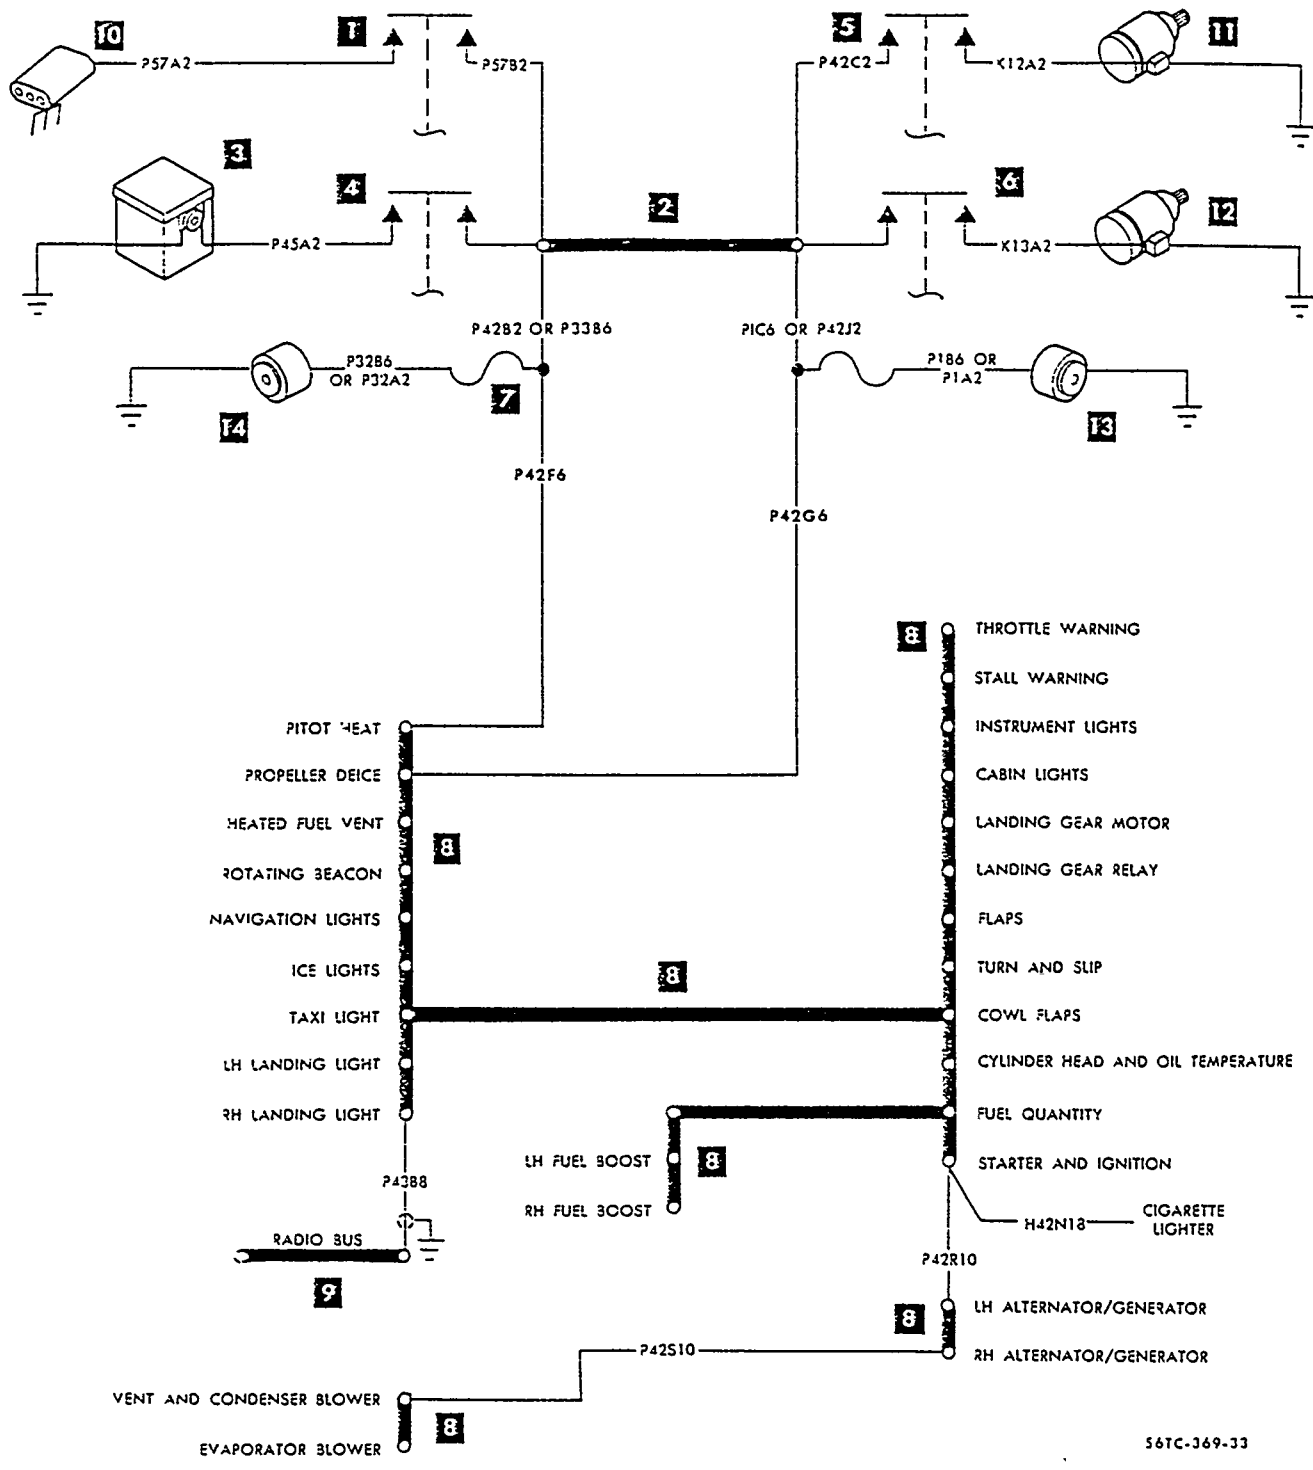 10
1
5
11
P57A2
P57B2
P42C2
K12A2
3
4
2
6
12
P45A2
K13A2
P42B2 OR P33B6
P1C6 OR P42J2
P32B6
OR P32A2
P1B6 OR
P1A2
7
14
13
P42F6
P42G6
8
THROTTLE WARNING
STALL WARNING
PITOT HEAT
INSTRUMENT LIGHTS
PROPELLER DEICE
CABIN LIGHTS
HEATED FUEL VENT
LANDING GEAR MOTOR
8
ROTATING BEACON
LANDING GEAR RELAY
NAVIGATION LIGHTS
FLAPS
ICE LIGHTS
8
TURN AND SLIP
TAXI LIGHT
COWL FLAPS
LH LANDING LIGHT
CYLINDER HEAD AND OIL TEMPERATURE
RH LANDING LIGHT
FUEL QUANTITY
LH FUEL BOOST
8
STARTER AND IGNITION
P43B8
RH FUEL BOOST
H42N18
CIGARETTE
LIGHTER
RADIO BUS
P42R10
9
8
LH ALTERNATOR/GENERATOR
P42S10
RH ALTERNATOR/GENERATOR
VENT AND CONDENSER BLOWER
8
EVAPORATOR BLOWER
56TC-369-33